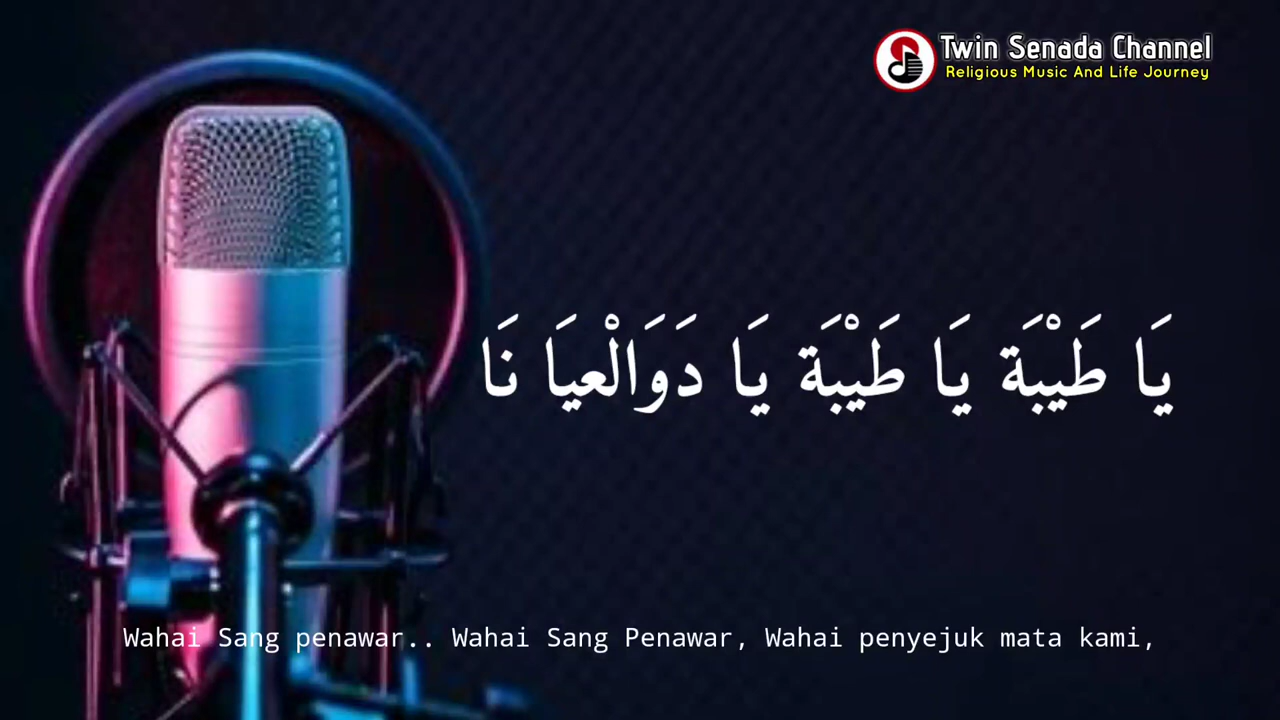 Twin Senada Channel
Religious Music And Life Journey
يَا طَيْبَة يَا طَيْبَة يَا دَوَالْعيَا نَا
Wahai Sang penawar.. Wahai Sang Penawar, Wahai penyejuk mata kami,